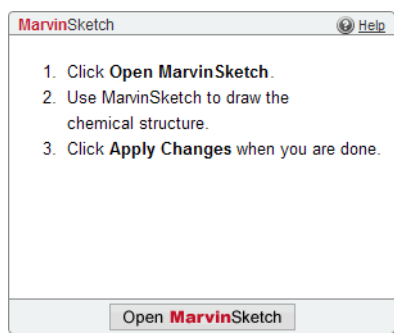 MarvinSketch Help
1. Click Open MarvinSketch.
2. Use MarvinSketch to draw the
chemical structure.
3. Click Apply Changes when you are done.
Open MarvinSketch